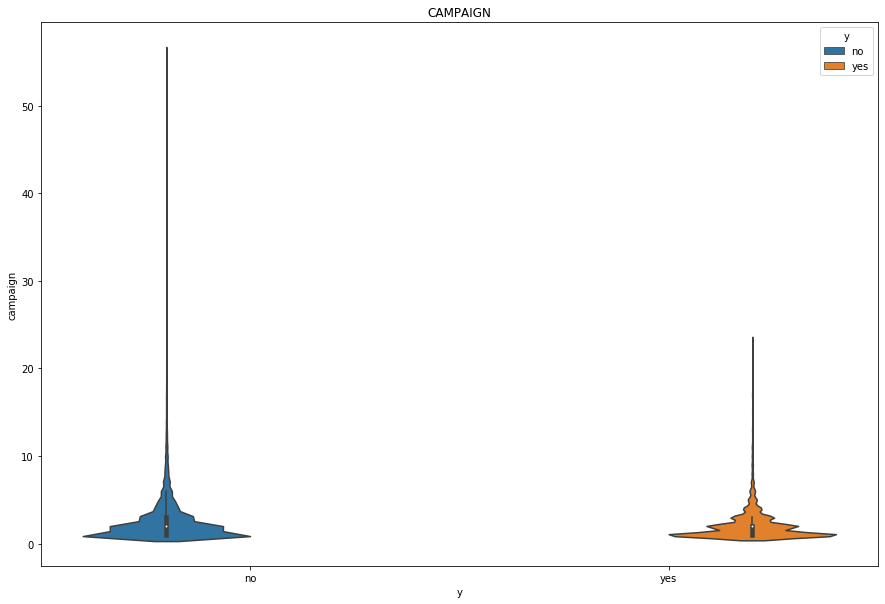 CAMPAIGN
y
no
yes
50
40
30
20
10
0
campaign
no
yes
y